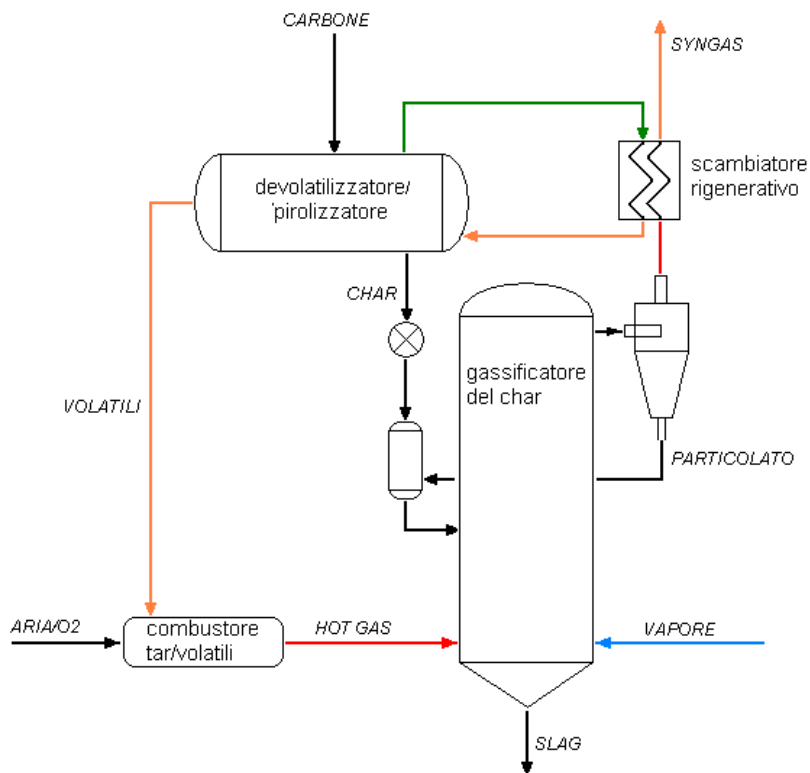 CARBONE
SYNGAS
devolatilizzatore/
pirolizzatore
scambiatore
rigenerativo
CHAR
gassificatore
del char
VOLATILI
PARTICOLATO
ARIA/O2
combustore
tar/volatili
HOT GAS
VAPORE
SLAG